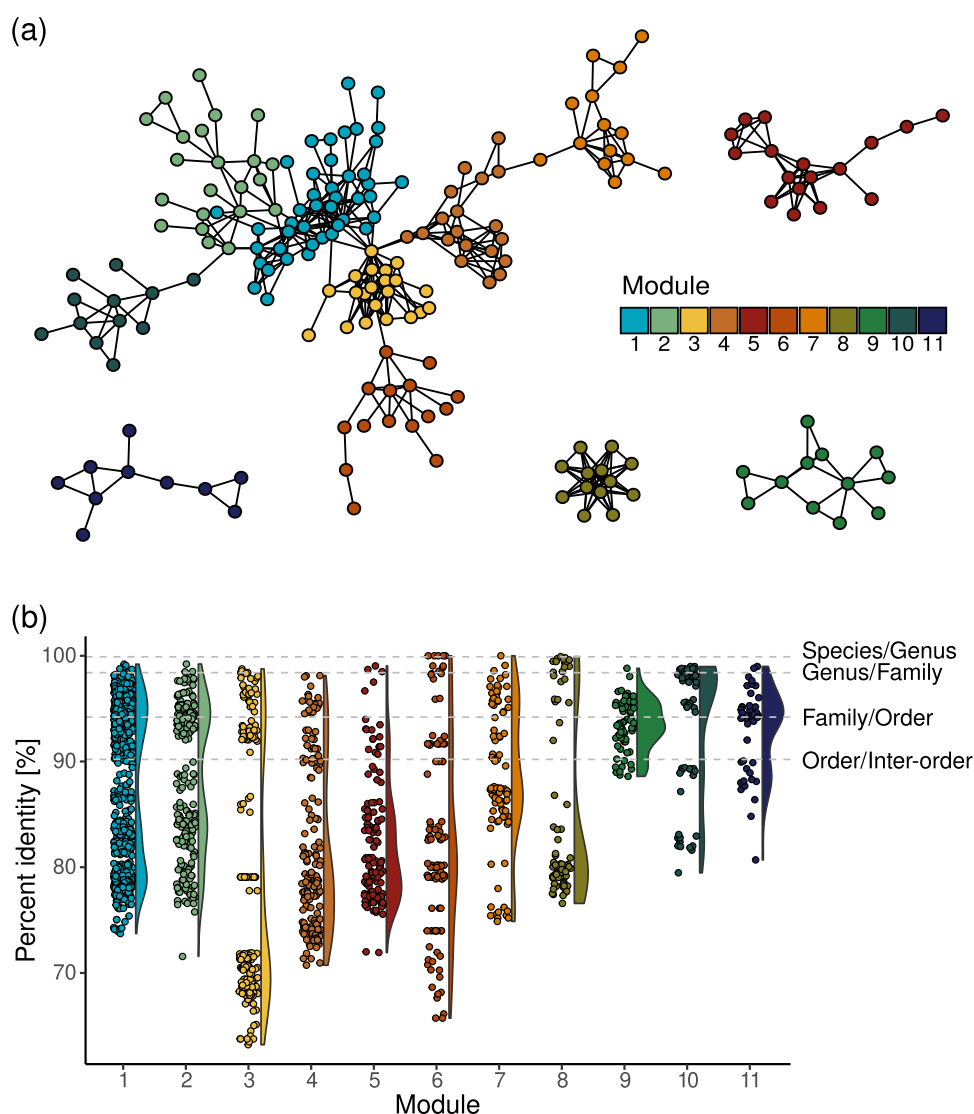 (a)
Module
1 2 3 4 5 6 7 8 9 10 11
(b)
Percent identity [%]
100
90
80
70
Species/Genus
Genus/Family
Family/Order
Order/Inter-order
1 2 3 4 5 6 7 8 9 10 11
Module